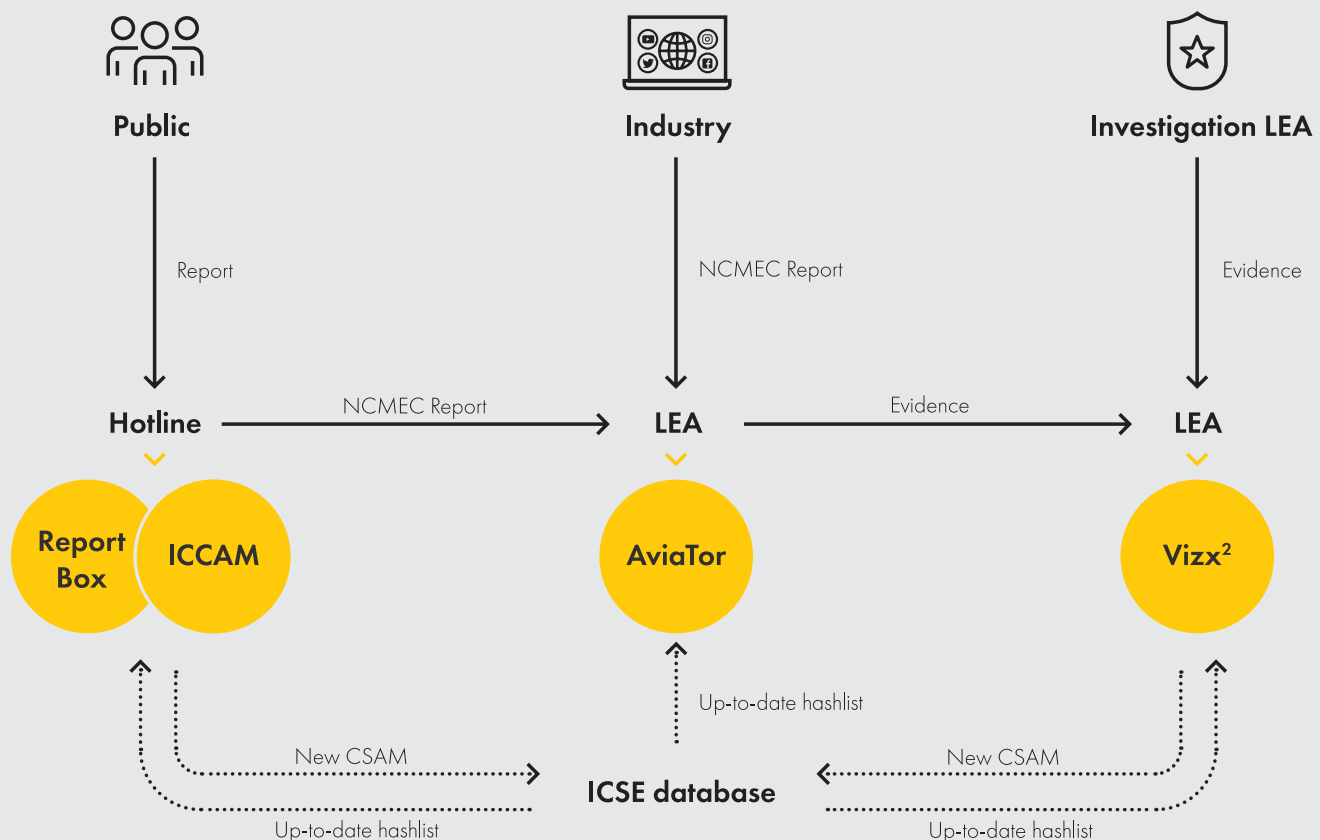 Public
Industry
Investigation LEA
Report
NCMEC Report
Evidence
Hotline
NCMEC Report
LEA
Evidence
LEA
Report
Box
ICCAM
AviaTor
Vizx²
Up-to-date hashlist
New CSAM
New CSAM
ICSE database
Up-to-date hashlist
Up-to-date hashlist